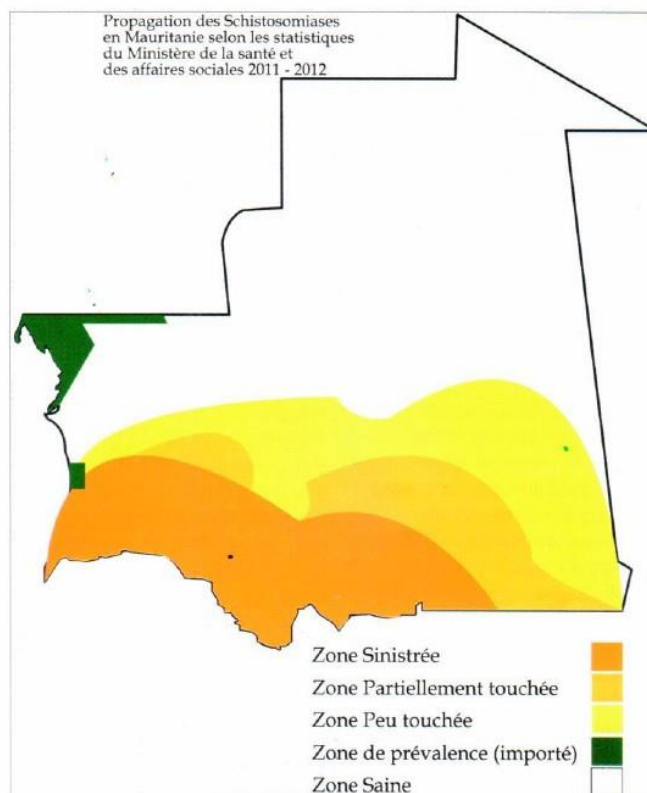 Propagation des Schistosomiases
en Mauritanie selon les statistiques
du Ministère de la santé et
des affaires sociales 2011 - 2012
Zone Sinistrée
Zone Partiellement touchée
Zone Peu touchée
Zone de prévalence (importé)
Zone Saine